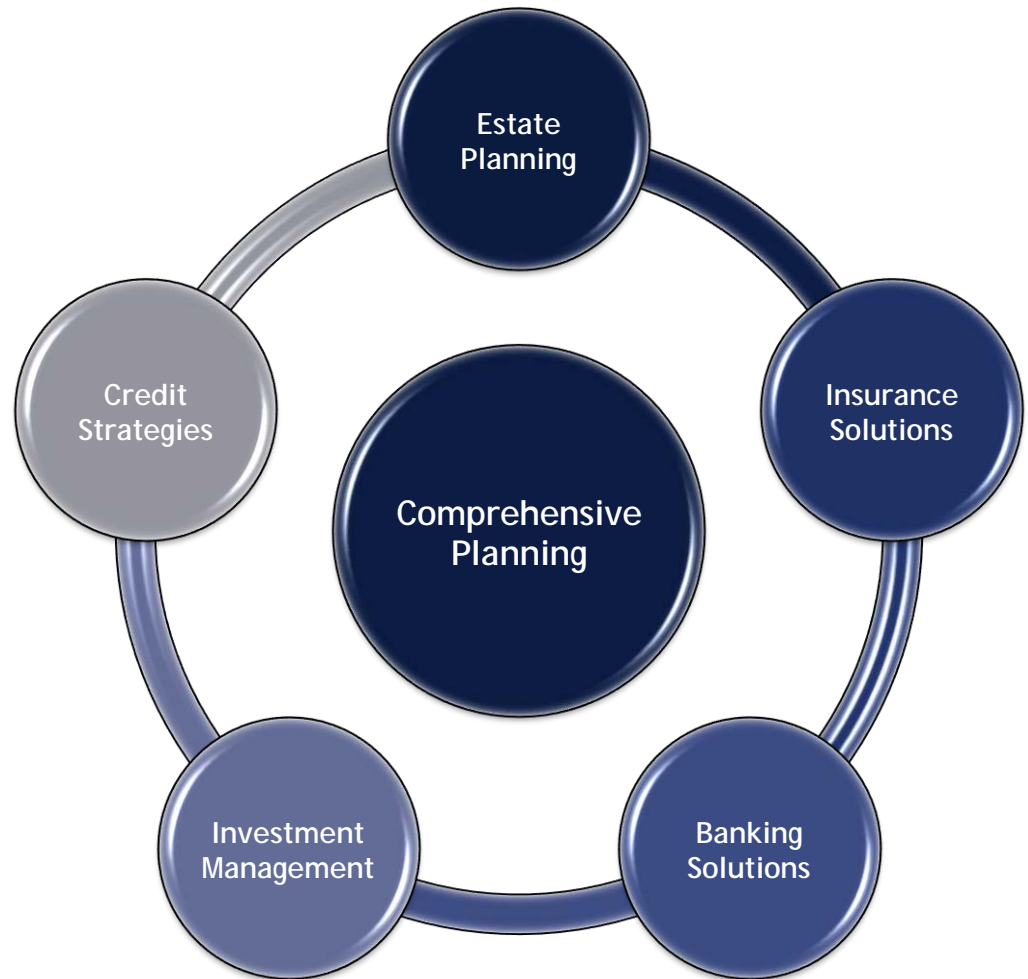 Estate
Planning
Insurance
Solutions
Banking
Solutions
Investment
Management
Credit
Strategies
Comprehensive
Planning